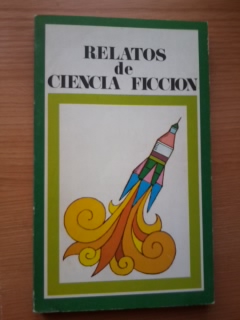 RELATOS
de
CIENCIA FICCION